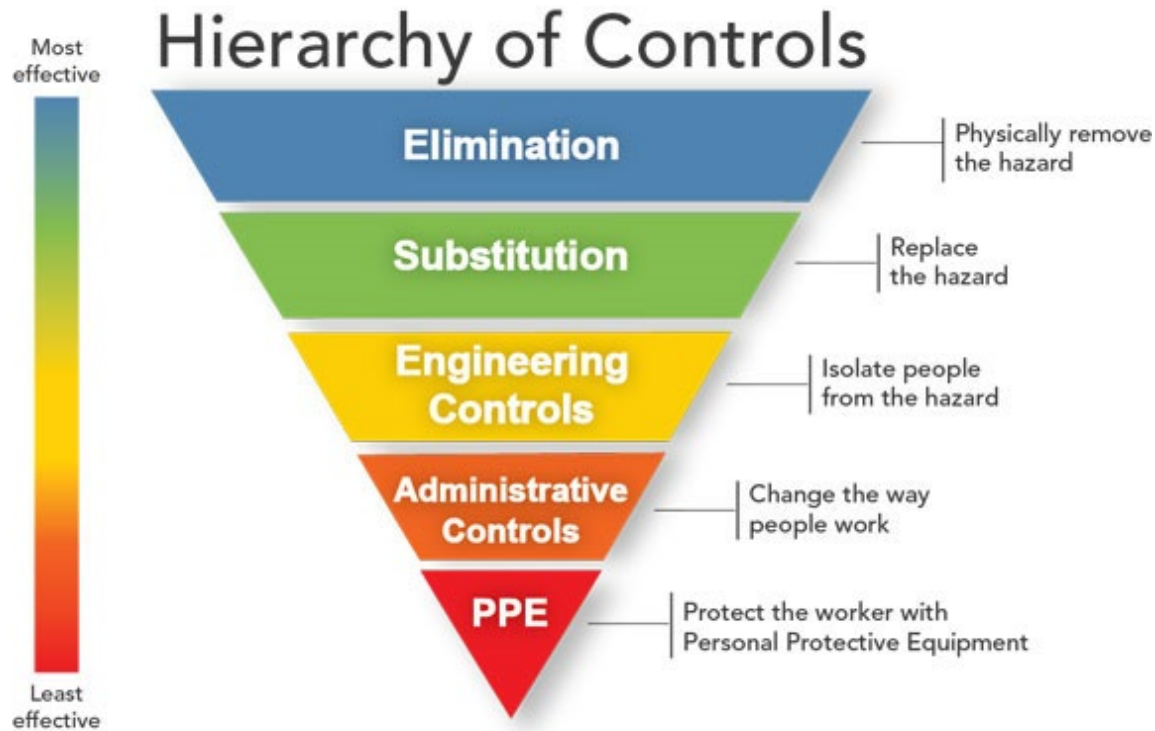 Hierarchy of Controls
Most
effective
Elimination
Physically remove
the hazard
Substitution
Replace
the hazard
Engineering
Controls
Isolate people
from the hazard
Administrative
Controls
Change the way
people work
PPE
Protect the worker with
Personal Protective Equipment
Least
effective